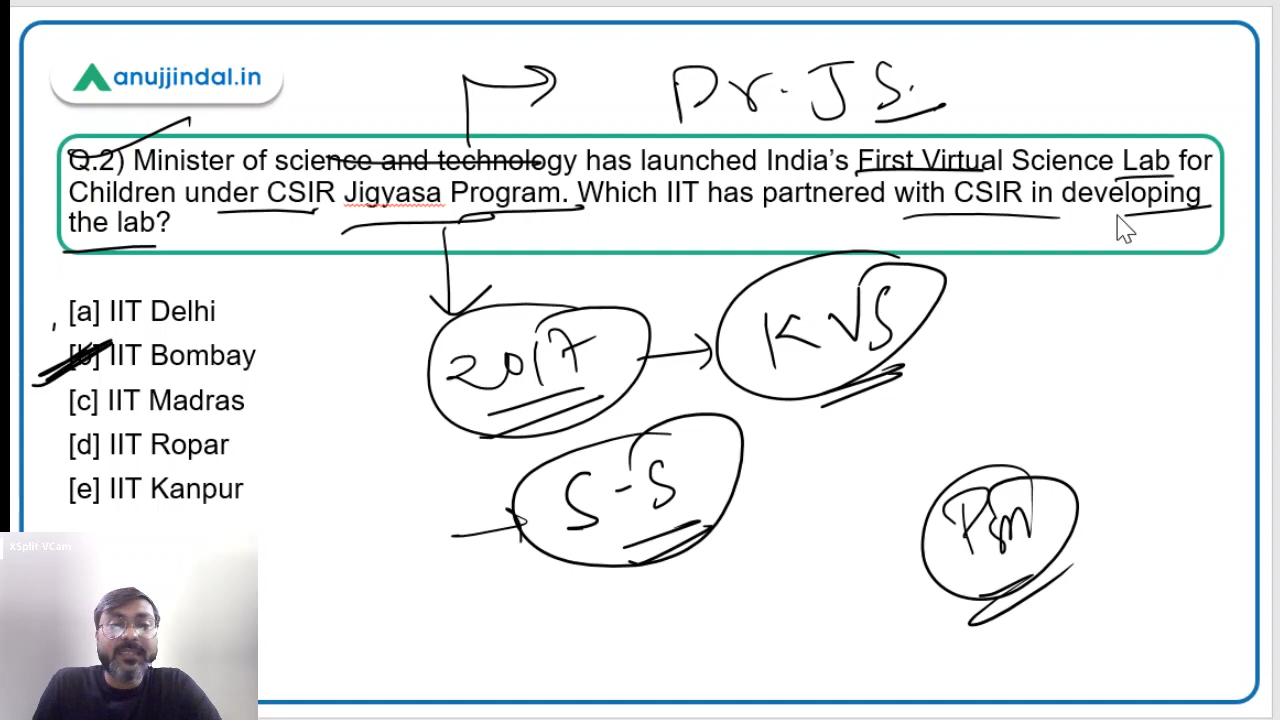 anujjindal.in
Dr. J S.
Q.2) Minister of science and technology has launched India's First Virtual Science Lab for
Children under CSIR Jigyasa Program. Which IIT has partnered with CSIR in developing
the lab?
[a] IIT Delhi
[b] IIT Bombay
[c] IIT Madras
[d] IIT Ropar
[e] IIT Kanpur
2017
KVS
S-S
PM
XSplit VCam